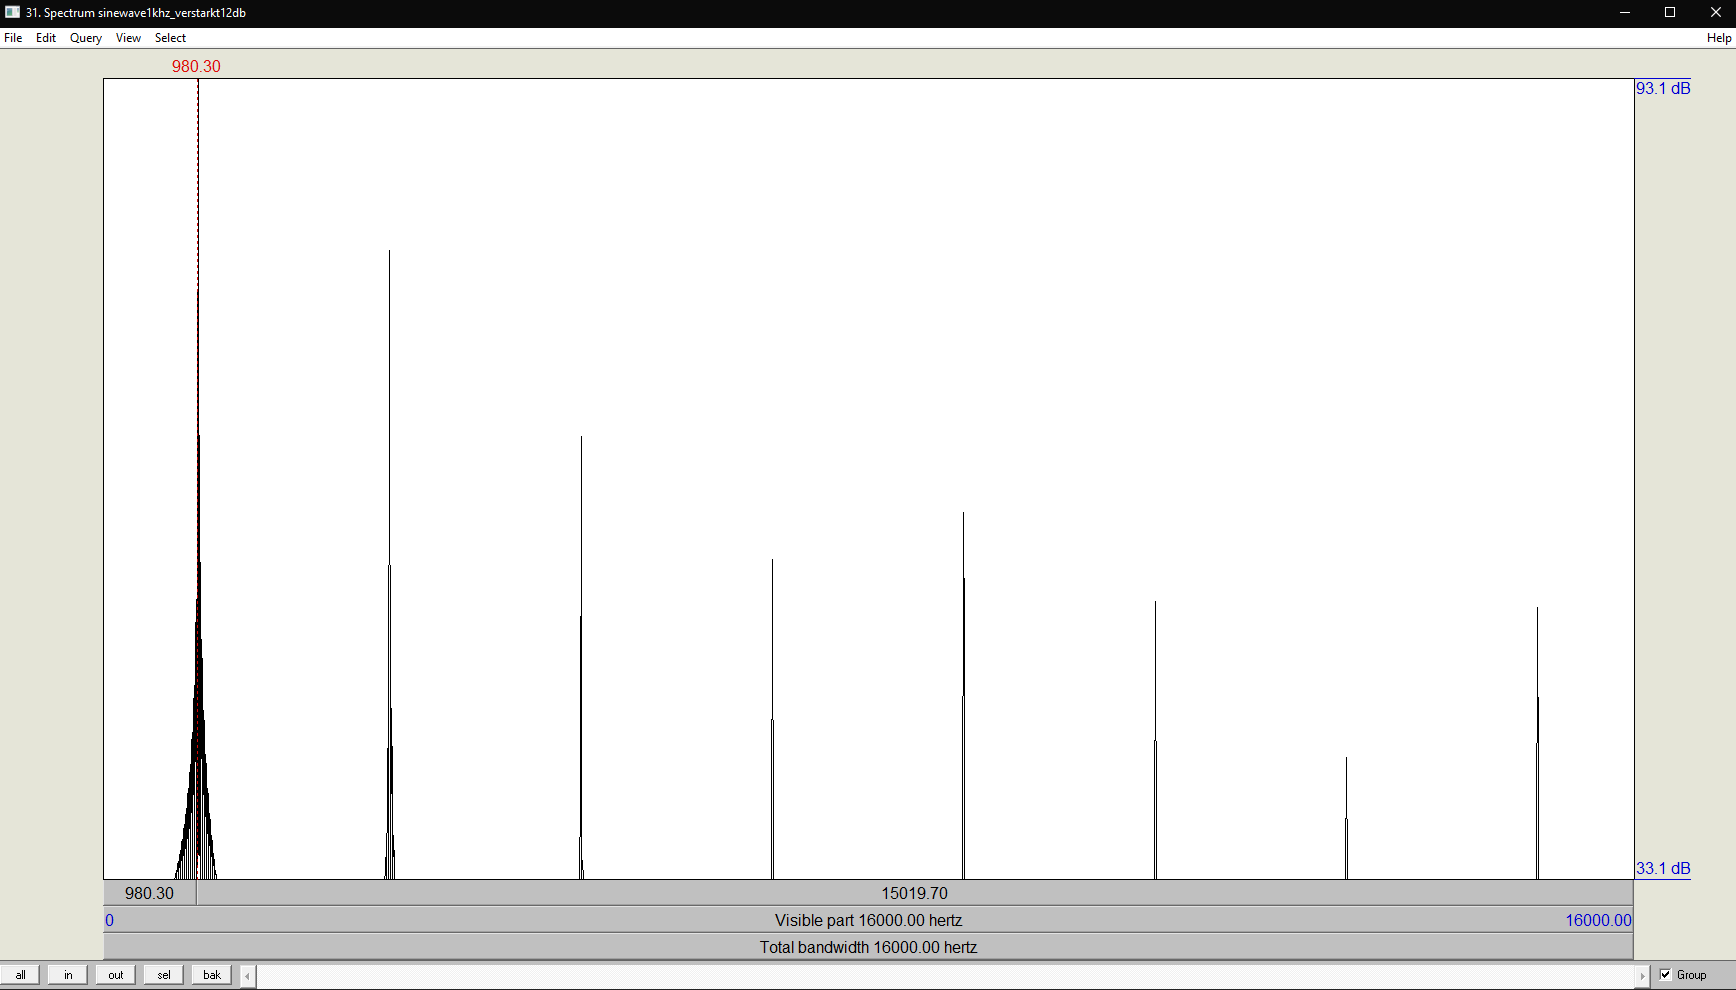 31. Spectrum sinewave1khz_verstarkt12db
File Edit Query View Select Help
980.30
93.1 dB
33.1 dB
980.30 15019.70
0 Visible part 16000.00 hertz 16000.00
Total bandwidth 16000.00 hertz
all in out sel bak Group